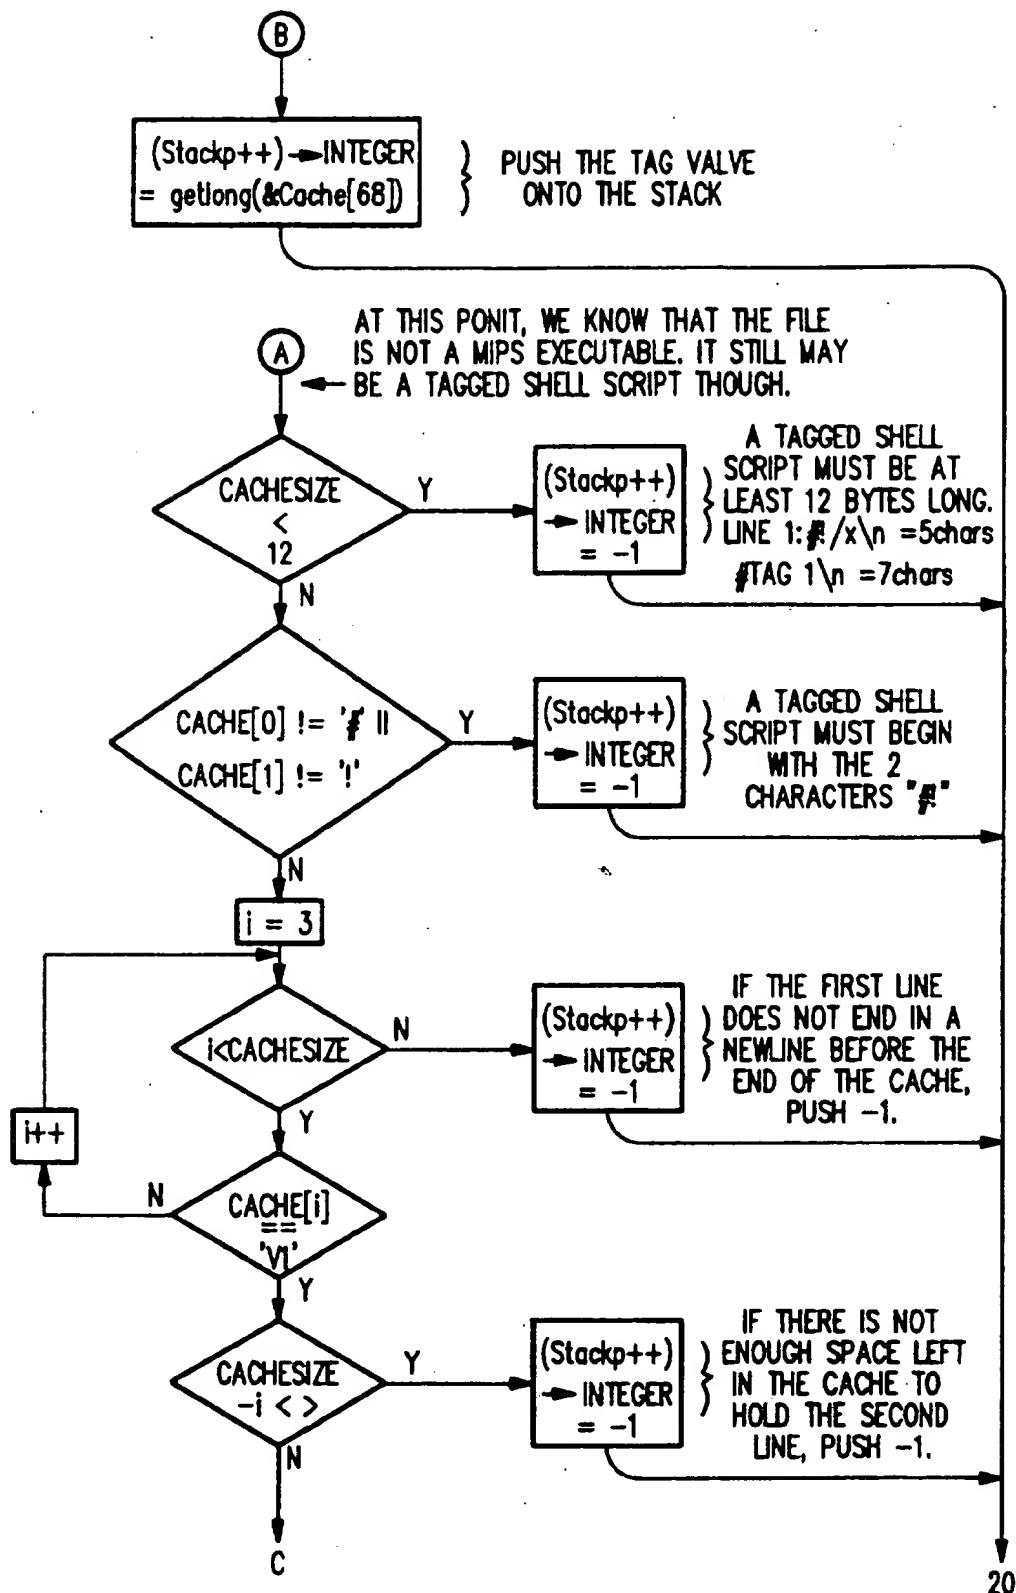 B
(Stackp++)→INTEGER
= getlong(&Cache[68])
PUSH THE TAG VALVE
ONTO THE STACK
AT THIS PONIT, WE KNOW THAT THE FILE
IS NOT A MIPS EXECUTABLE. IT STILL MAY
BE A TAGGED SHELL SCRIPT THOUGH.
A
CACHESIZE
<
12
Y
N
(Stackp++)
→ INTEGER
= -1
A TAGGED SHELL
SCRIPT MUST BE AT
LEAST 12 BYTES LONG.
LINE 1:#!/x\n =5chars
#TAG 1\n =7chars
CACHE[0] != '#' ||
CACHE[1] != '!'
Y
N
(Stackp++)
→ INTEGER
= -1
A TAGGED SHELL
SCRIPT MUST BEGIN
WITH THE 2
CHARACTERS "#!"
i = 3
i<CACHESIZE
N
Y
(Stackp++)
→ INTEGER
= -1
IF THE FIRST LINE
DOES NOT END IN A
NEWLINE BEFORE THE
END OF THE CACHE,
PUSH -1.
i++
N
CACHE[i]
==
'V1'
Y
CACHESIZE
-i < >
Y
N
(Stackp++)
→ INTEGER
= -1
IF THERE IS NOT
ENOUGH SPACE LEFT
IN THE CACHE TO
HOLD THE SECOND
LINE, PUSH -1.
C
20